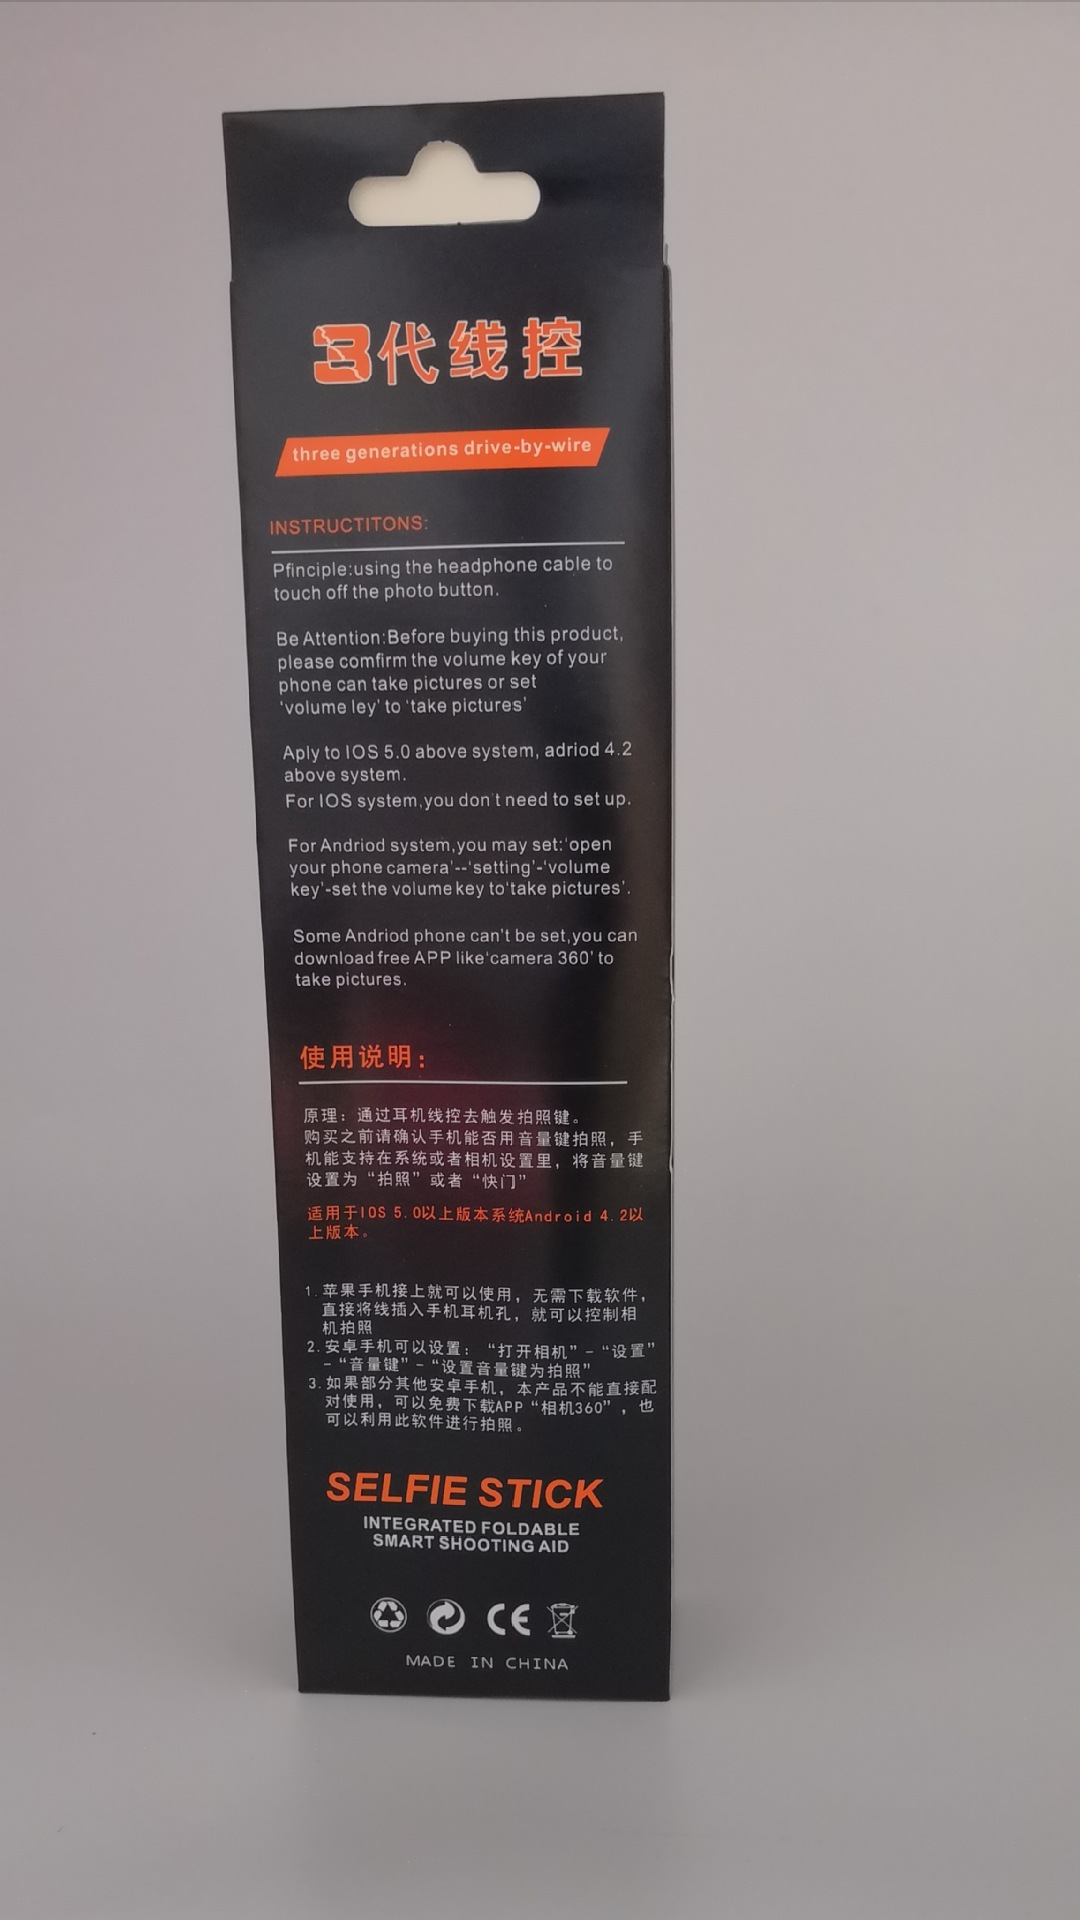 3代线控
three generations drive-by-wire
INSTRUCTITONS:
Pfinciple:using the headphone cable to
touch off the photo button.
Be Attention:Before buying this product,
please comfirm the volume key of your
phone can take pictures or set
‘volume ley’ to ‘take pictures’
Aply to IOS 5.0 above system, adriod 4.2
above system.
For IOS system,you don't need to set up.
For Andriod system,you may set:‘open
your phone camera’--‘setting’-‘volume
key’-set the volume key to‘take pictures’.
Some Andriod phone can't be set,you can
download free APP like‘camera 360’ to
take pictures.
使用说明：
原理：通过耳机线控去触发拍照键。
购买之前请确认手机能否用音量键拍照，手
机能支持在系统或者相机设置里，将音量键
设置为“拍照”或者“快门”
适用于IOS 5.0以上版本系统Android 4.2以
上版本。
1.苹果手机接上就可以使用，无需下载软件，
直接将线插入手机耳机孔，就可以控制相
机拍照
2.安卓手机可以设置：“打开相机”-“设置”
-“音量键”-“设置音量键为拍照”
3.如果部分其他安卓手机，本产品不能直接配
对使用，可以免费下载APP“相机360”，也
可以利用此软件进行拍照。
SELFIE STICK
INTEGRATED FOLDABLE
SMART SHOOTING AID
CE
MADE IN CHINA